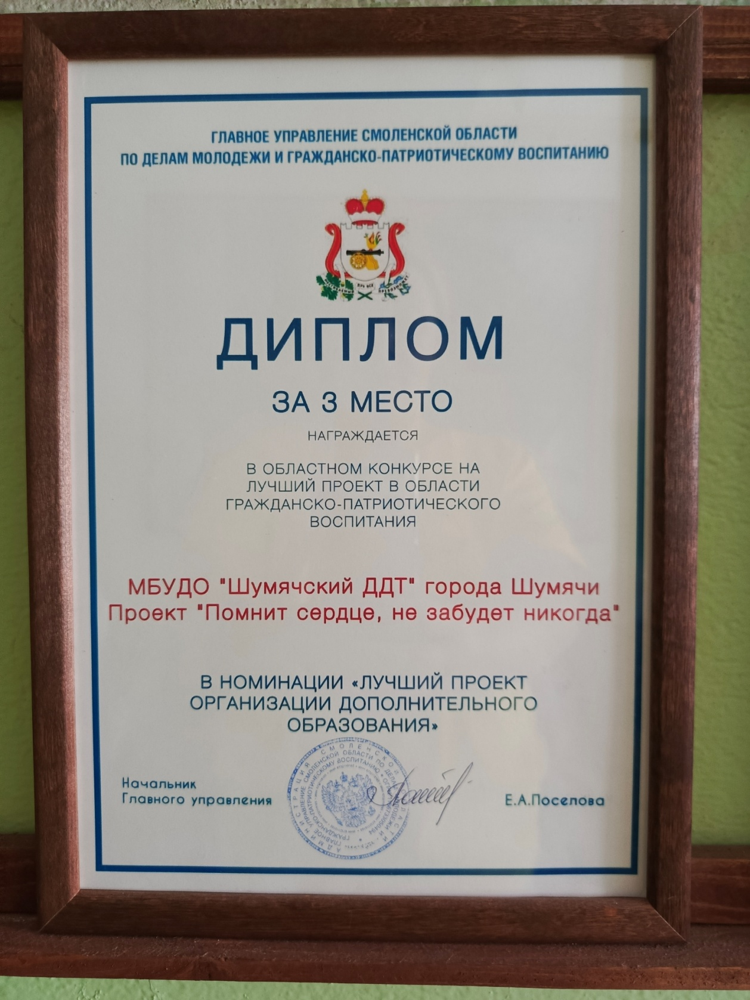 ГЛАВНОЕ УПРАВЛЕНИЕ СМОЛЕНСКОЙ ОБЛАСТИ
ПО ДЕЛАМ МОЛОДЕЖИ И ГРАЖДАНСКО-ПАТРИОТИЧЕСКОМУ ВОСПИТАНИЮ
ДИПЛОМ
ЗА 3 МЕСТО
НАГРАЖДАЕТСЯ
В ОБЛАСТНОМ КОНКУРСЕ НА
ЛУЧШИЙ ПРОЕКТ В ОБЛАСТИ
ГРАЖДАНСКО-ПАТРИОТИЧЕСКОГО
ВОСПИТАНИЯ
МБУДО "Шумячский ДДТ" города Шумячи
Проект "Помнит сердце, не забудет никогда"
В НОМИНАЦИИ «ЛУЧШИЙ ПРОЕКТ
ОРГАНИЗАЦИИ ДОПОЛНИТЕЛЬНОГО
ОБРАЗОВАНИЯ»
Начальник
Главного управления
Е.А.Поселова